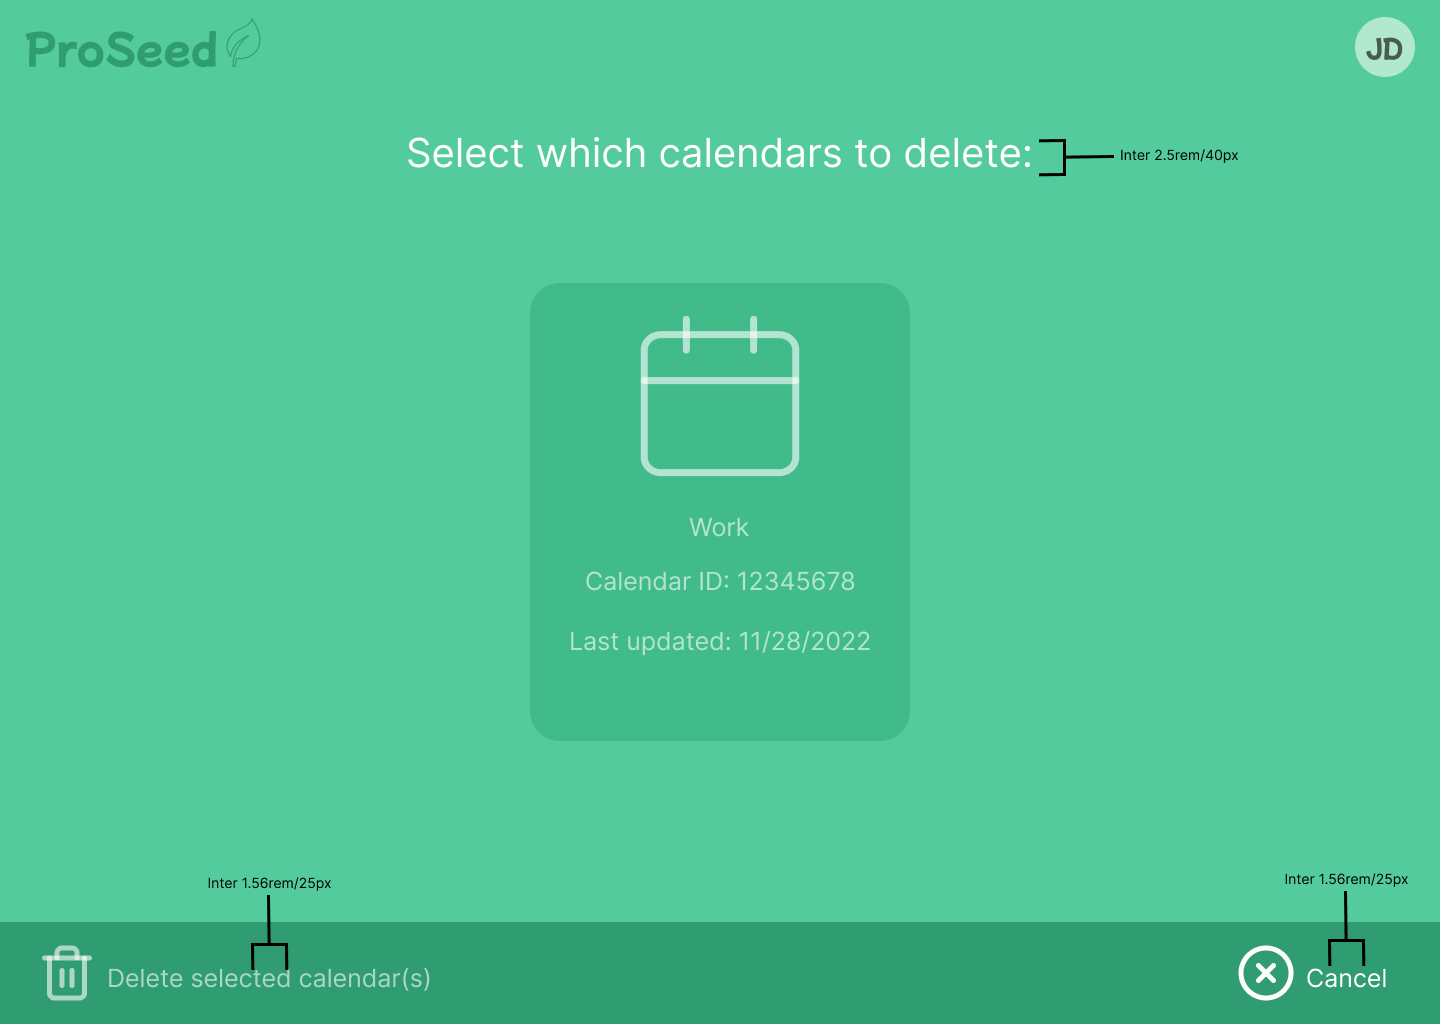 ProSeed
JD
Select which calendars to delete:
Inter 2.5rem/40px
Work
Calendar ID: 12345678
Last updated: 11/28/2022
Inter 1.56rem/25px
Inter 1.56rem/25px
Delete selected calendar(s)
Cancel